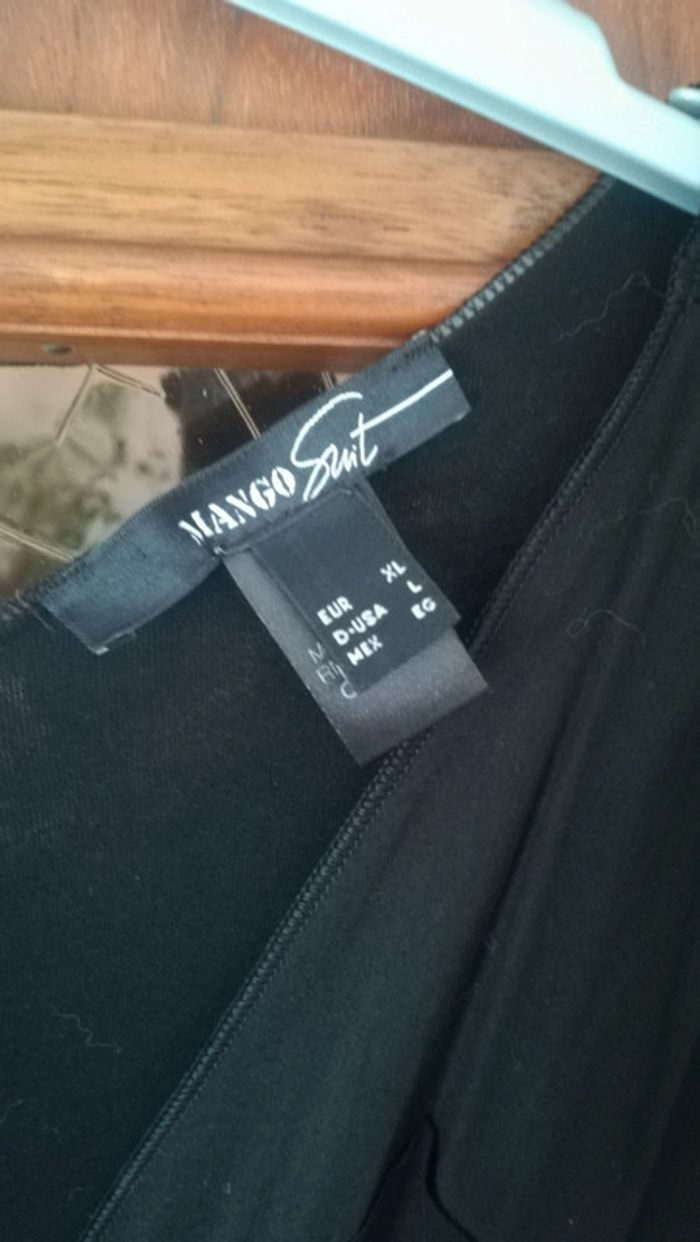 MANGO Suit
EUR XL
D-USA L
MEX EG